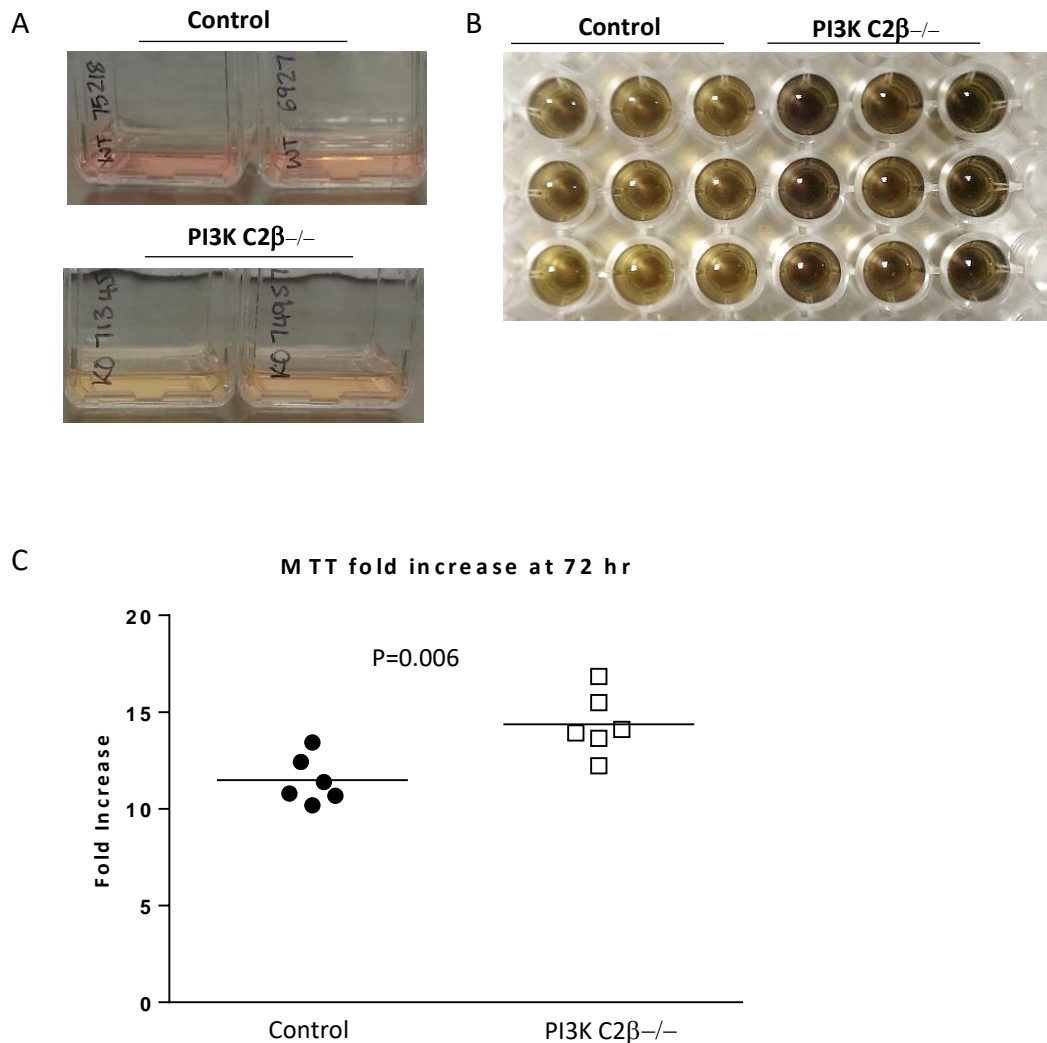 A
Control
WT 75218
WT 6927
PI3K C2β−/−
KO 71345
KO 74957
B
Control
PI3K C2β−/−
C
MTT fold increase at 72 hr
Fold Increase
20
15
10
5
0
P=0.006
Control
PI3K C2β−/−